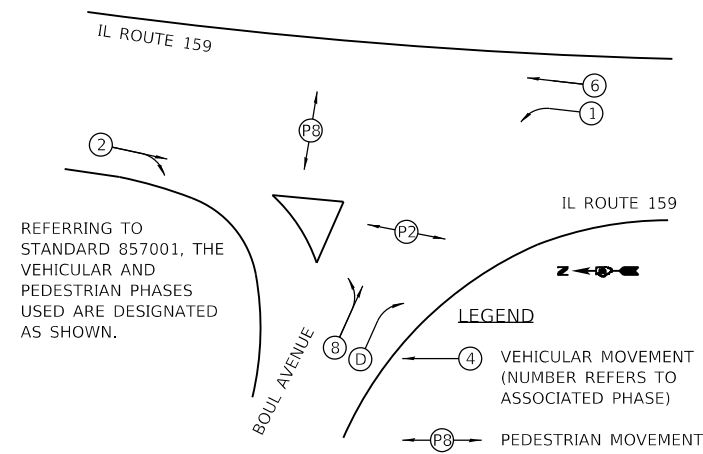 IL ROUTE 159
6
1
P8
2
IL ROUTE 159
P2
REFERRING TO
STANDARD 857001, THE
VEHICULAR AND
PEDESTRIAN PHASES
USED ARE DESIGNATED
AS SHOWN.
N
LEGEND
8
D
BOUL AVENUE
4
VEHICULAR MOVEMENT
(NUMBER REFERS TO
ASSOCIATED PHASE)
P8
PEDESTRIAN MOVEMENT